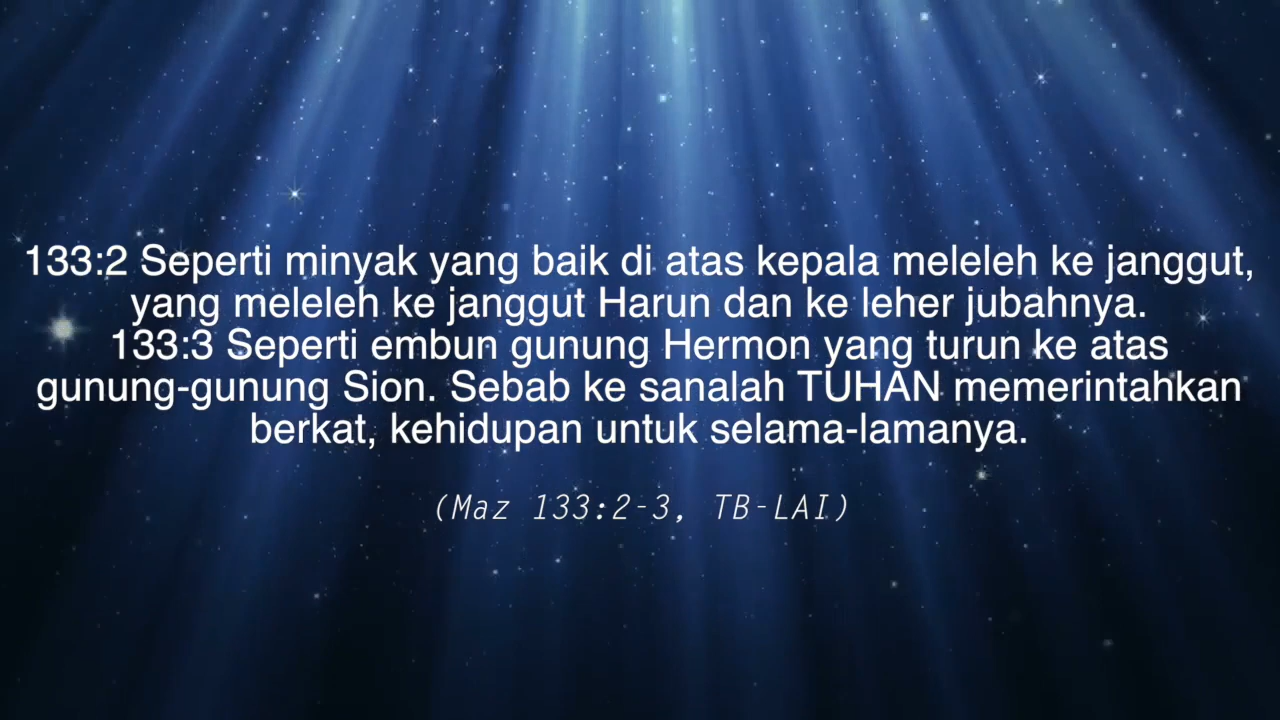 133:2 Seperti minyak yang baik di atas kepala meleleh ke janggut,
yang meleleh ke janggut Harun dan ke leher jubahnya.
133:3 Seperti embun gunung Hermon yang turun ke atas
gunung-gunung Sion. Sebab ke sanalah TUHAN memerintahkan
berkat, kehidupan untuk selama-lamanya.
(Maz 133:2-3, TB-LAI)